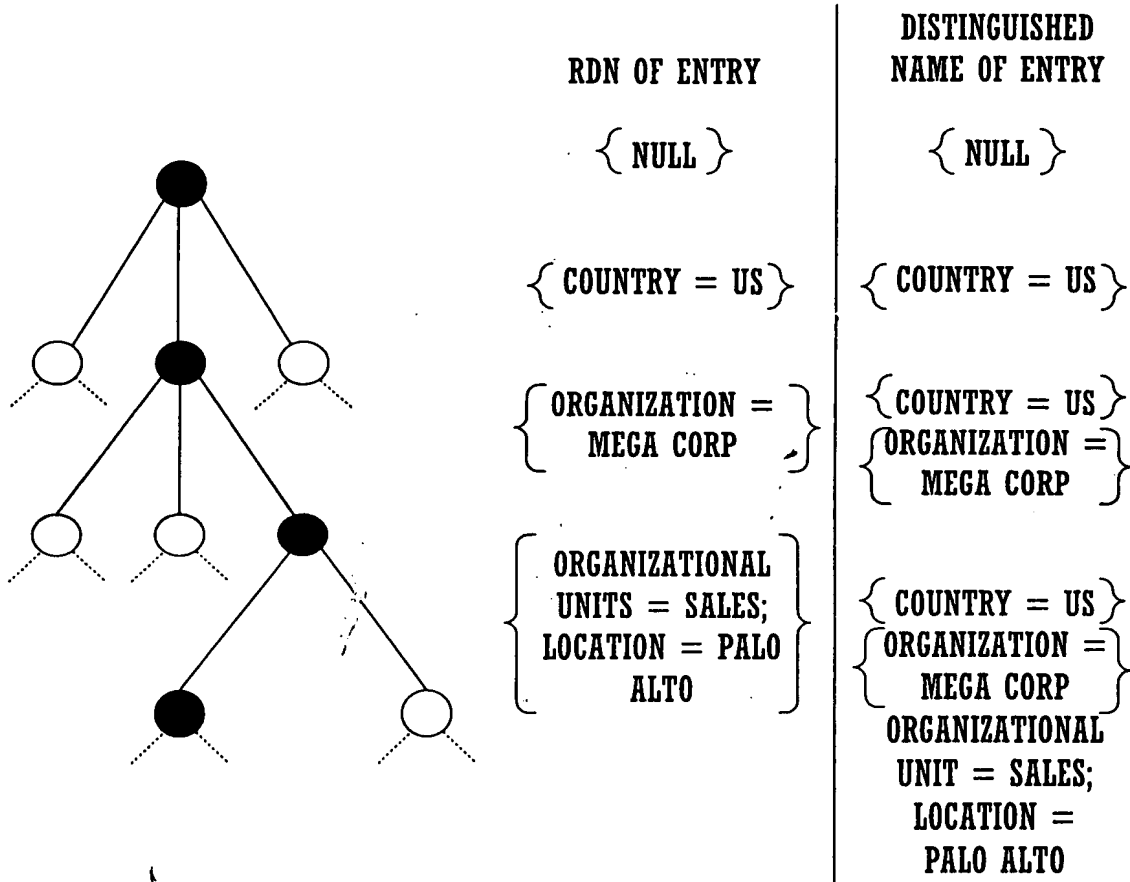 RDN OF ENTRY
{ NULL }
{ COUNTRY = US }
{ ORGANIZATION =
MEGA CORP }
{ ORGANIZATIONAL
UNITS = SALES;
LOCATION = PALO
ALTO }
DISTINGUISHED
NAME OF ENTRY
{ NULL }
{ COUNTRY = US }
{ COUNTRY = US }
{ ORGANIZATION =
MEGA CORP }
{ COUNTRY = US }
{ ORGANIZATION =
MEGA CORP }
ORGANIZATIONAL
UNIT = SALES;
LOCATION =
PALO ALTO